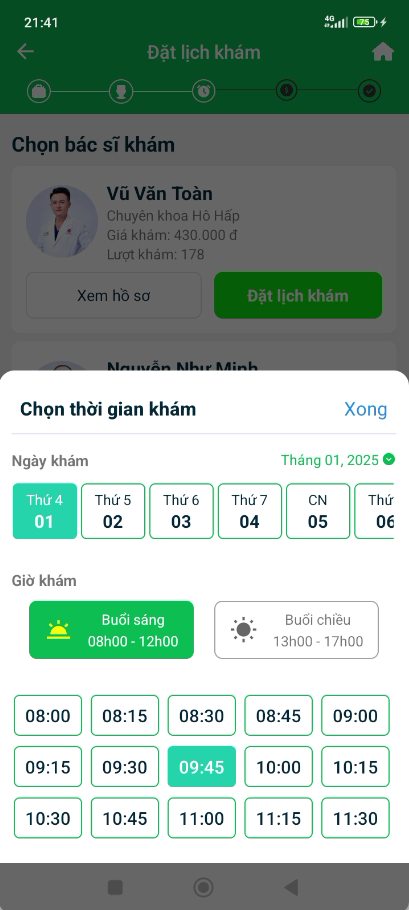 21:41
4G
75
Đặt lịch khám
Chọn bác sĩ khám
Vũ Văn Toàn
Chuyên khoa Hô Hấp
Giá khám: 430.000 đ
Lượt khám: 178
Xem hồ sơ
Đặt lịch khám
Nguyễn Như Minh
Chọn thời gian khám
Xong
Ngày khám
Tháng 01, 2025
Thứ 4 Thứ 5 Thứ 6 Thứ 7 CN Thứ
01 02 03 04 05 06
Giờ khám
Buổi sáng
08h00 - 12h00
Buổi chiều
13h00 - 17h00
08:00 08:15 08:30 08:45 09:00
09:15 09:30 09:45 10:00 10:15
10:30 10:45 11:00 11:15 11:30